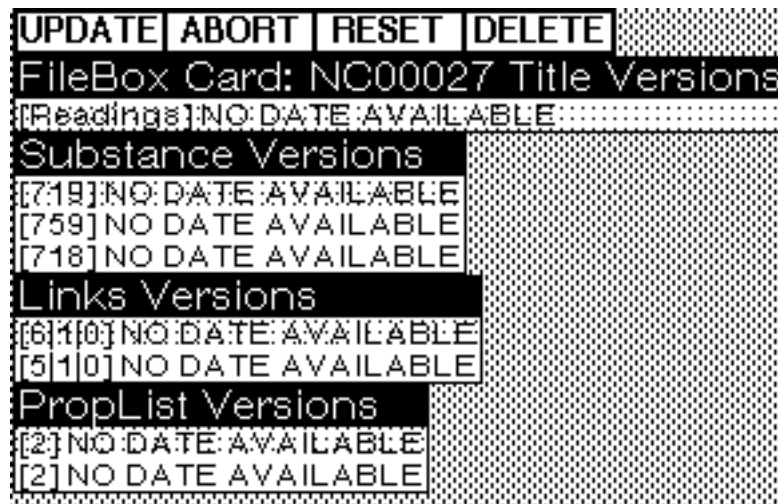 UPDATE ABORT RESET DELETE
FileBox Card: NC00027 Title Versions
[Readings] NO DATE AVAILABLE
Substance Versions
[719] NO DATE AVAILABLE
[759] NO DATE AVAILABLE
[718] NO DATE AVAILABLE
Links Versions
[6|1|0] NO DATE AVAILABLE
[5|1|0] NO DATE AVAILABLE
PropList Versions
[2] NO DATE AVAILABLE
[2] NO DATE AVAILABLE